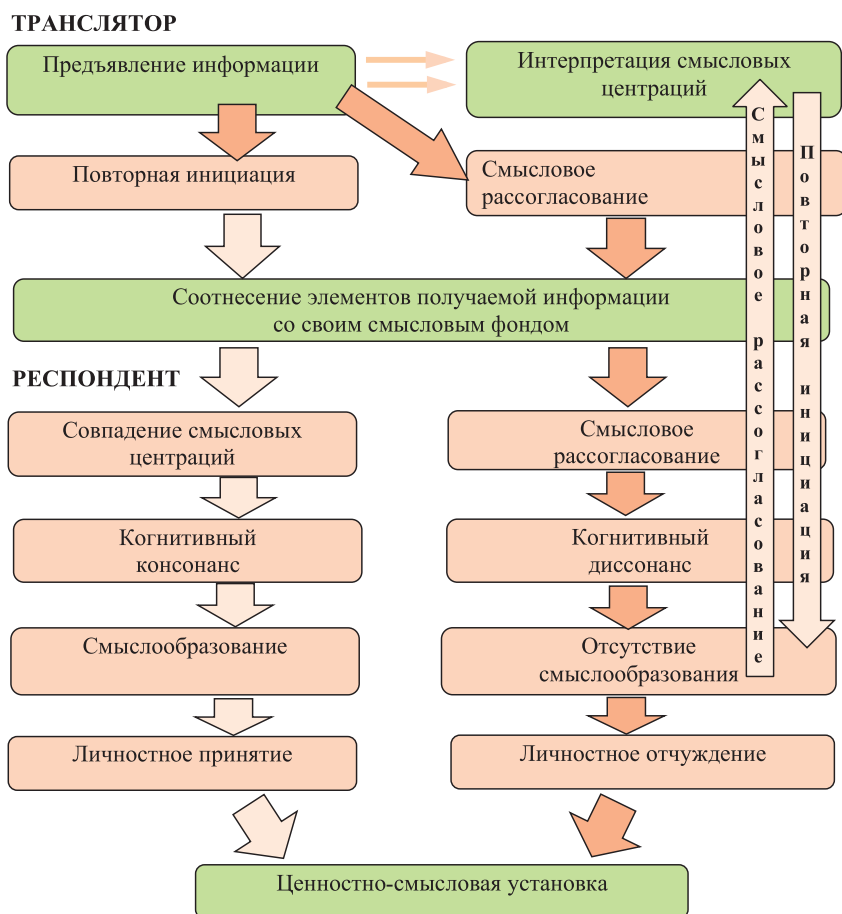 ТРАНСЛЯТОР
Предъявление информации
Интерпретация смысловых
центраций
Повторная инициация
Смысловое
рассогласование
Соотнесение элементов получаемой информации
со своим смысловым фондом
РЕСПОНДЕНТ
Совпадение смысловых
центраций
Смысловое
рассогласование
Когнитивный
консонанс
Когнитивный
диссонанс
Смыслообразование
Отсутствие
смыслообразования
Личностное принятие
Личностное отчуждение
Ценностно-смысловая установка
Смысловое рассогласование
Повторная инициация